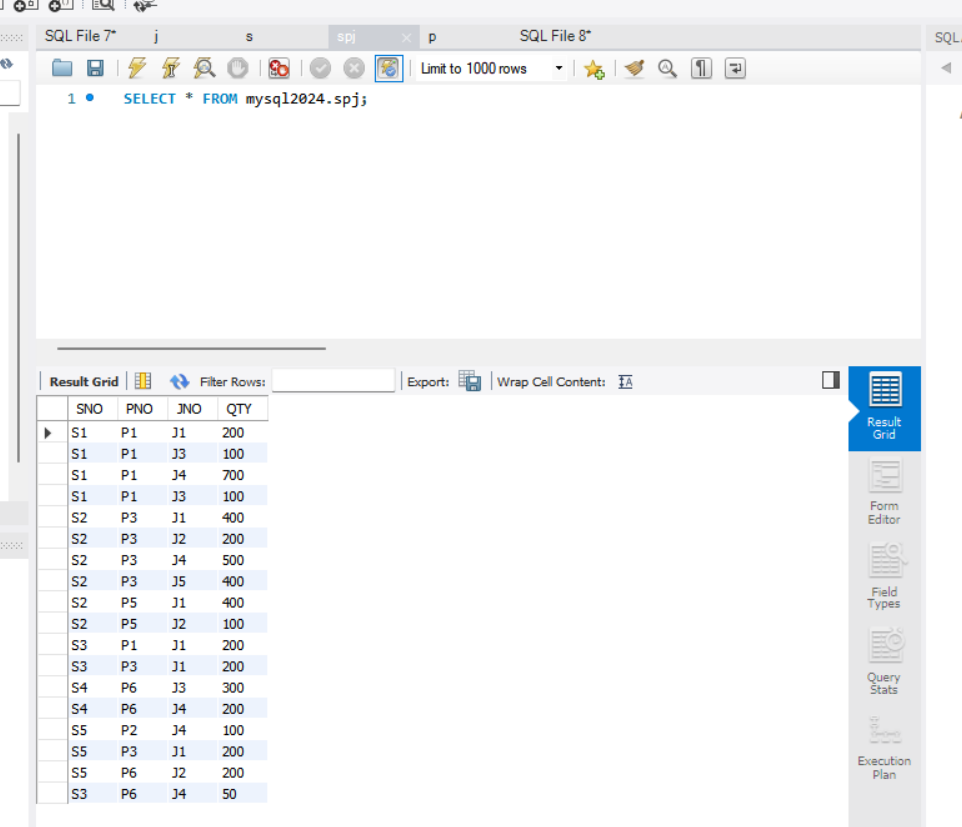 SQL File 7* j s spj p SQL File 8* SQL
Limit to 1000 rows
1 SELECT * FROM mysql2024.spj;
Result Grid Filter Rows: Export: Wrap Cell Content:
SNO PNO JNO QTY
S1 P1 J1 200
S1 P1 J3 100
S1 P1 J4 700
S1 P1 J3 100
S2 P3 J1 400
S2 P3 J2 200
S2 P3 J4 500
S2 P3 J5 400
S2 P5 J1 400
S2 P5 J2 100
S3 P1 J1 200
S3 P3 J1 200
S4 P6 J3 300
S4 P6 J4 200
S5 P2 J4 100
S5 P3 J1 200
S5 P6 J2 200
S3 P6 J4 50
Result
Grid
Form
Editor
Field
Types
Query
Stats
Execution
Plan